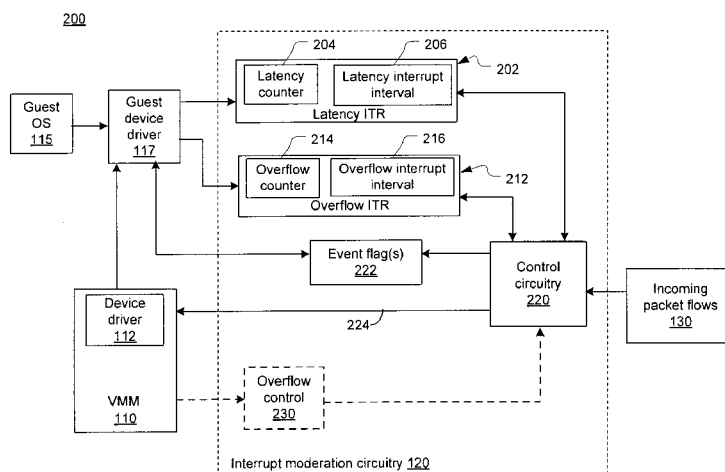 200
204
206
202
Latency
counter
Latency interrupt
interval
Latency ITR
Guest
OS
115
Guest
device
driver
117
214
216
212
Overflow
counter
Overflow interrupt
interval
Overflow ITR
Event flag(s)
222
Control
circuitry
220
Incoming
packet flows
130
Device
driver
112
224
VMM
110
Overflow
control
230
Interrupt moderation circuitry 120